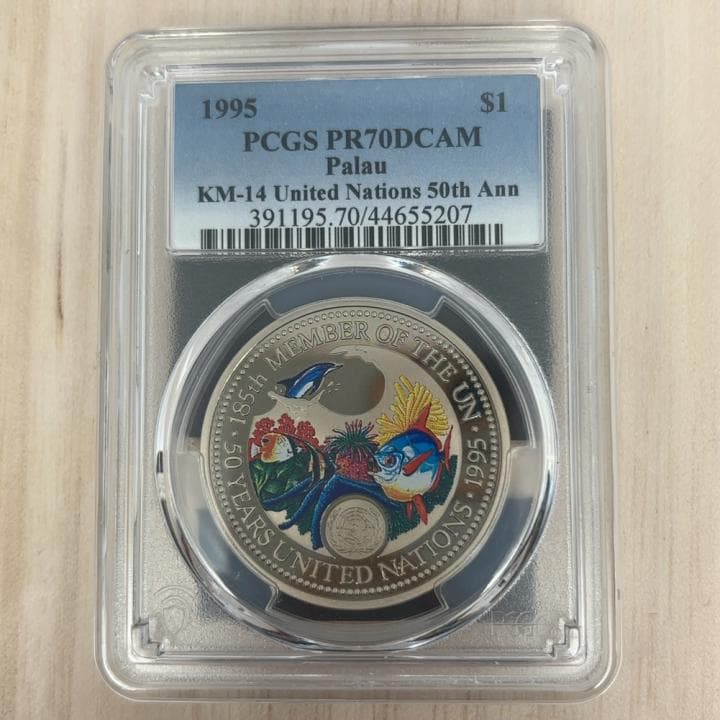 1995 $1
PCGS PR70DCAM
Palau
KM-14 United Nations 50th Ann
391195.70/44655207
· 185th MEMBER OF THE UN ·
50 YEARS UNITED NATIONS · 1995